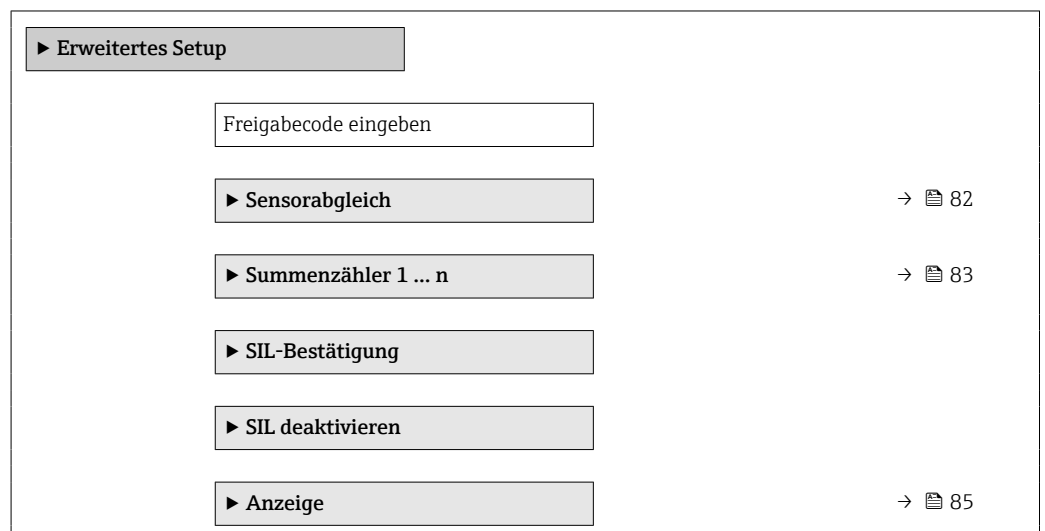 ▶ Erweitertes Setup
Freigabecode eingeben
▶ Sensorabgleich → 82
▶ Summenzähler 1 … n → 83
▶ SIL-Bestätigung
▶ SIL deaktivieren
▶ Anzeige → 85